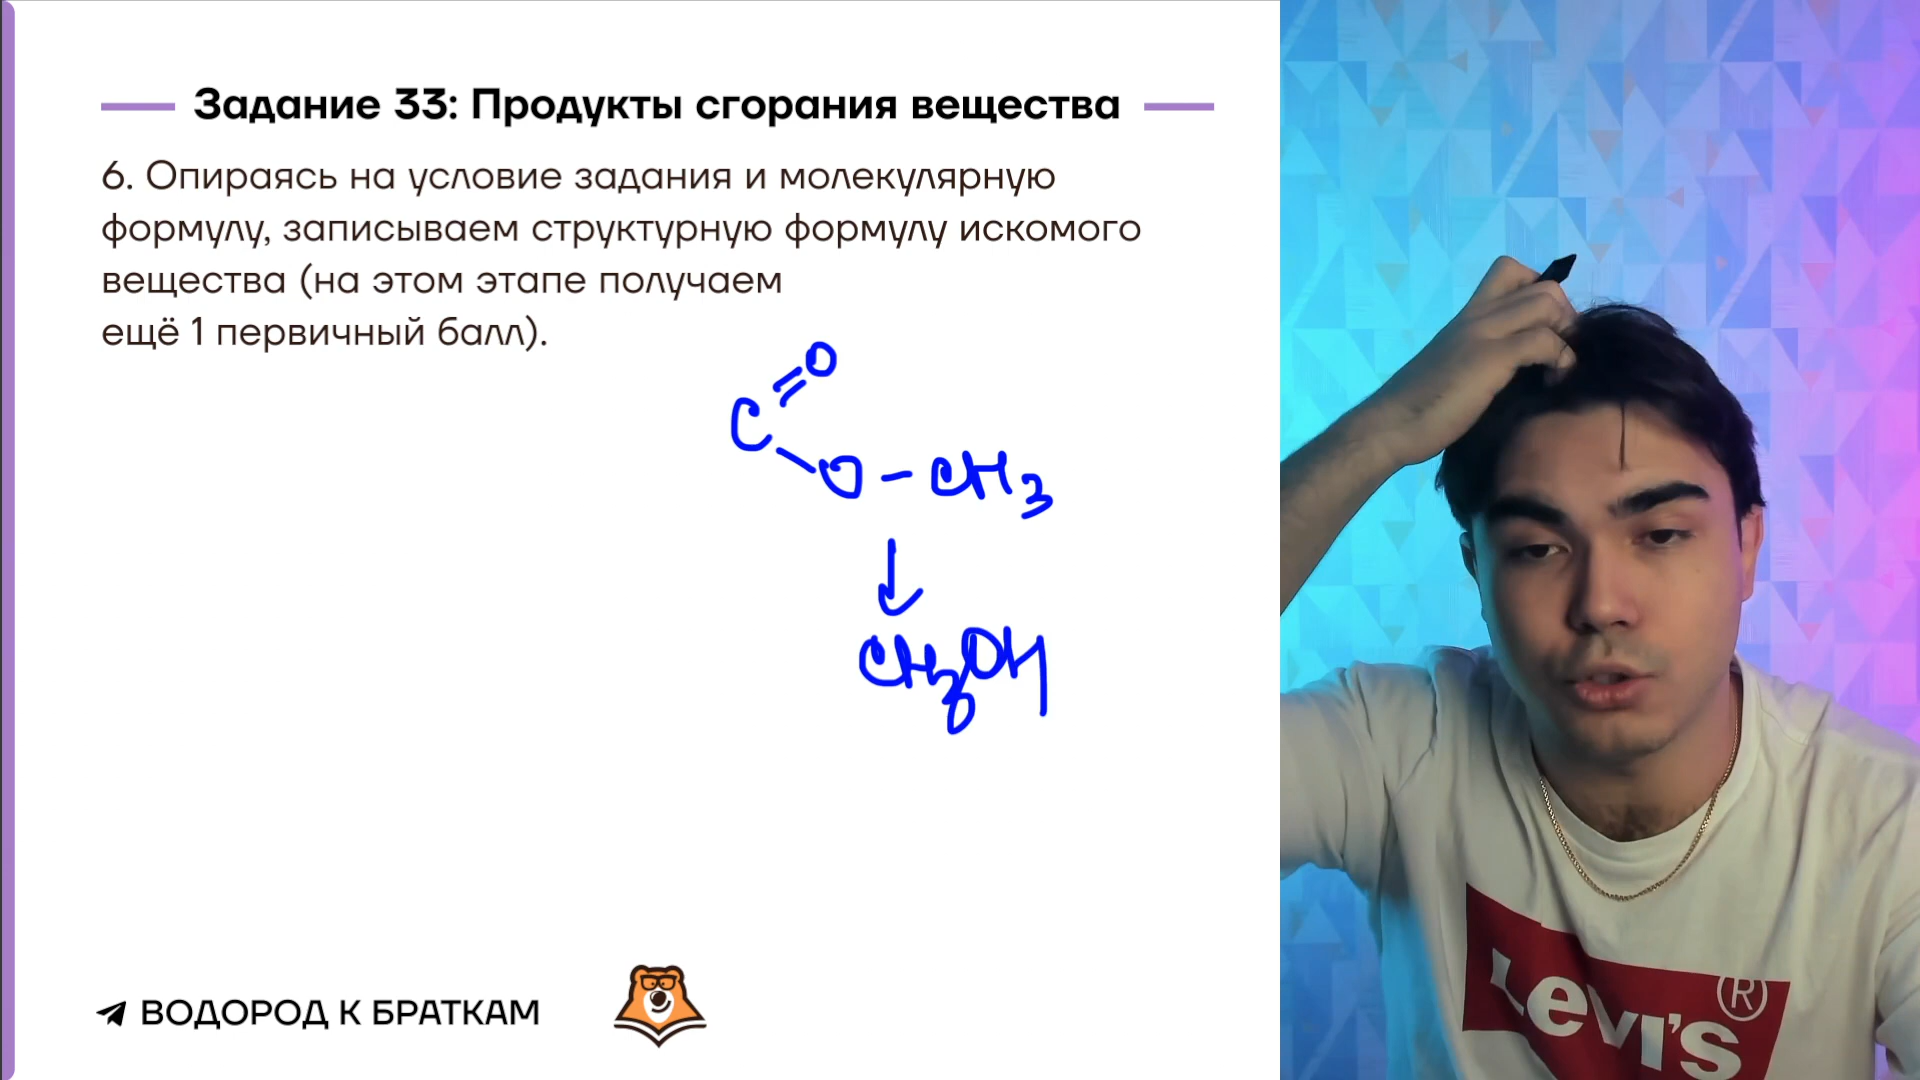 Задание 33: Продукты сгорания вещества
6. Опираясь на условие задания и молекулярную
формулу, записываем структурную формулу искомого
вещества (на этом этапе получаем
ещё 1 первичный балл).
O
C
O - CH3
CH3OH
ВОДОРОД К БРАТКАМ
Levi's ®